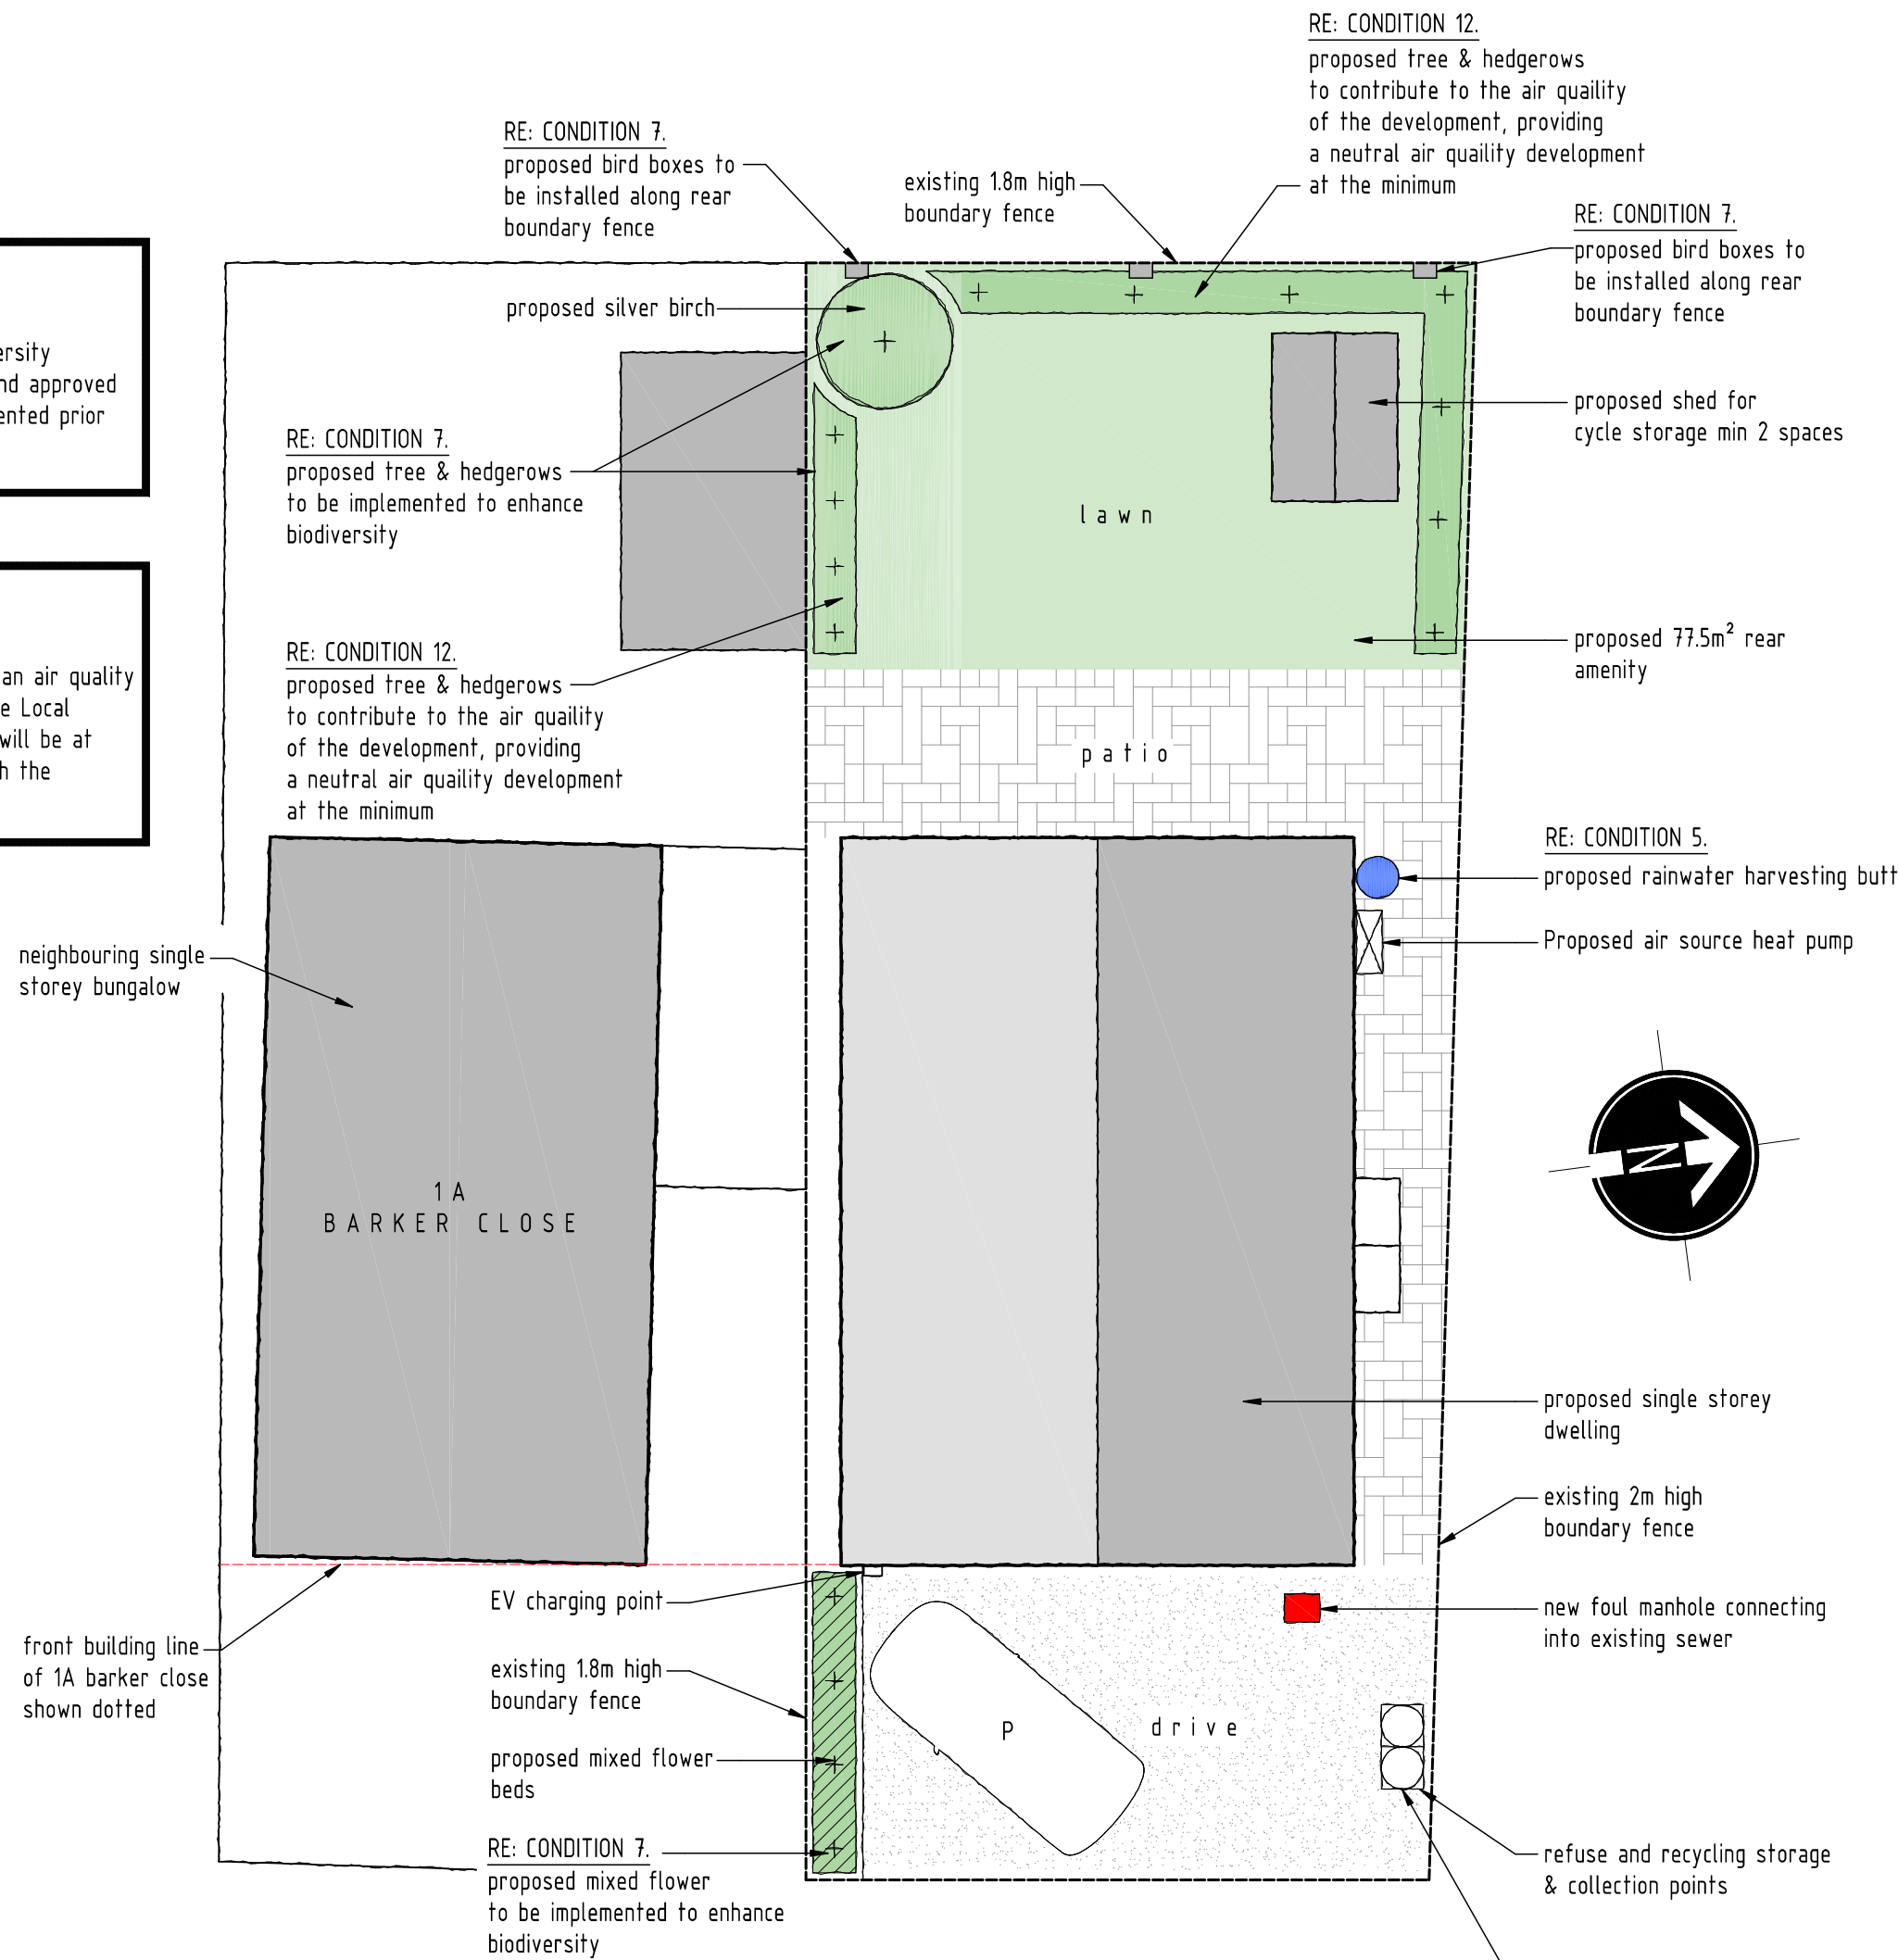 RE: CONDITION 12.
proposed tree & hedgerows
to contribute to the air quaility
of the development, providing
a neutral air quaility development
at the minimum
RE: CONDITION 7.
proposed bird boxes to
be installed along rear
boundary fence
existing 1.8m high
boundary fence
RE: CONDITION 7.
proposed bird boxes to
be installed along rear
boundary fence
proposed silver birch
ersity
nd approved
ented prior
proposed shed for
cycle storage min 2 spaces
RE: CONDITION 7.
proposed tree & hedgerows
to be implemented to enhance
biodiversity
lawn
RE: CONDITION 12.
proposed tree & hedgerows
to contribute to the air quaility
of the development, providing
a neutral air quaility development
at the minimum
proposed 77.5m² rear
amenity
an air quality
e Local
will be at
h the
patio
RE: CONDITION 5.
proposed rainwater harvesting butt
Proposed air source heat pump
neighbouring single
storey bungalow
N
1A
BARKER CLOSE
proposed single storey
dwelling
existing 2m high
boundary fence
EV charging point
new foul manhole connecting
into existing sewer
front building line
of 1A barker close
shown dotted
existing 1.8m high
boundary fence
P
drive
proposed mixed flower
beds
RE: CONDITION 7.
proposed mixed flower
to be implemented to enhance
biodiversity
refuse and recycling storage
& collection points